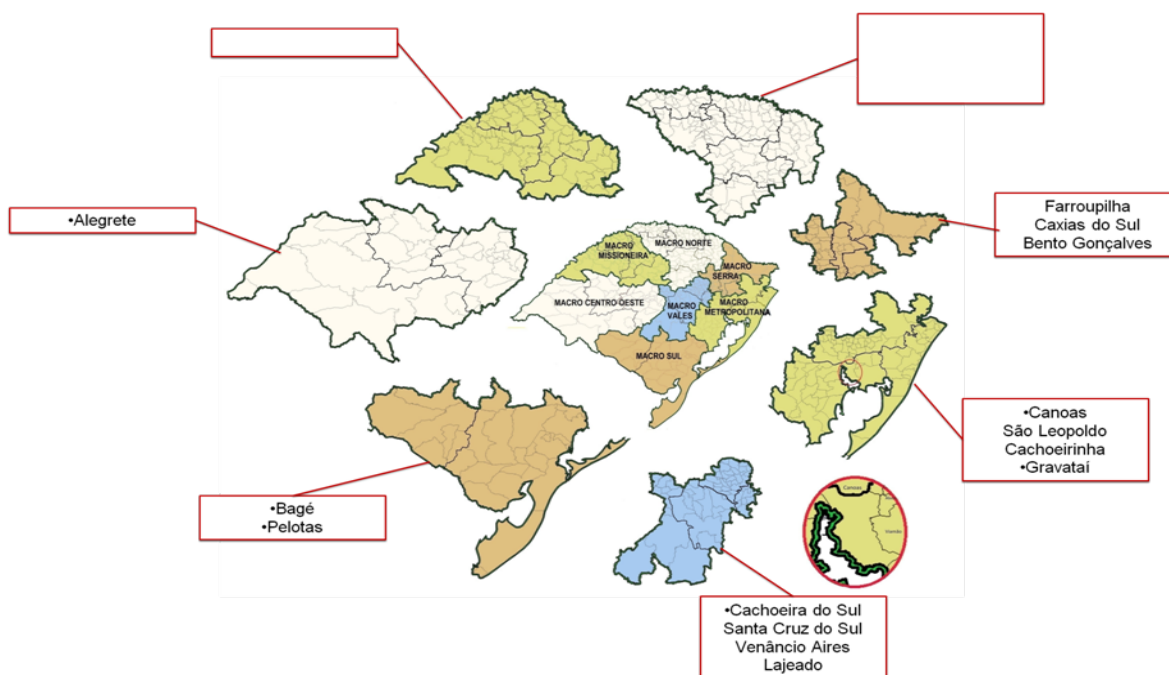 •Alegrete
Farroupilha
Caxias do Sul
Bento Gonçalves
MACRO NORTE
MACRO
MISSIONEIRA
MACRO
SERRA
MACRO CENTRO OESTE
MACRO
VALES
MACRO
METROPOLITANA
MACRO SUL
•Canoas
São Leopoldo
Cachoeirinha
•Gravataí
•Bagé
•Pelotas
Canoas
•Cachoeira do Sul
Santa Cruz do Sul
Venâncio Aires
Lajeado